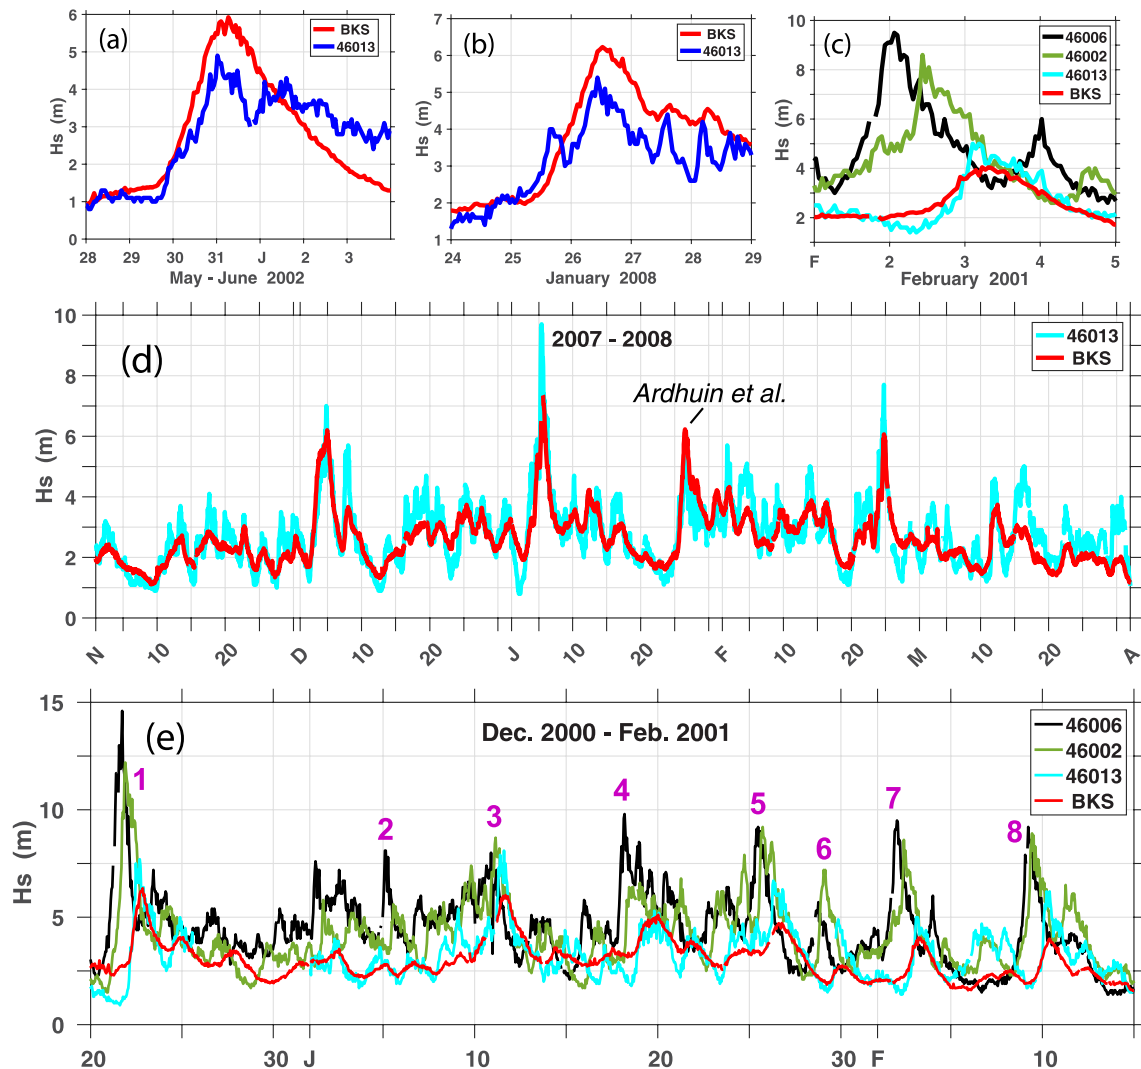 (a)
BKS
46013
Hs (m)
6
5
4
3
2
1
0
28 29 30 31 J 2 3
May - June 2002
(b)
BKS
46013
Hs (m)
8
7
6
5
4
3
2
1
24 25 26 27 28 29
January 2008
(c)
46006
46002
46013
BKS
Hs (m)
10
8
6
4
2
F 2 3 4 5
February 2001
(d)
2007 - 2008
46013
BKS
Ardhuin et al.
Hs (m)
10
8
6
4
2
0
N 10 20 D 10 20 J 10 20 F 10 20 M 10 20 A
(e)
Dec. 2000 - Feb. 2001
46006
46002
46013
BKS
1 2 3 4 5 6 7 8
Hs (m)
15
10
5
0
20 30 J 10 20 30 F 10